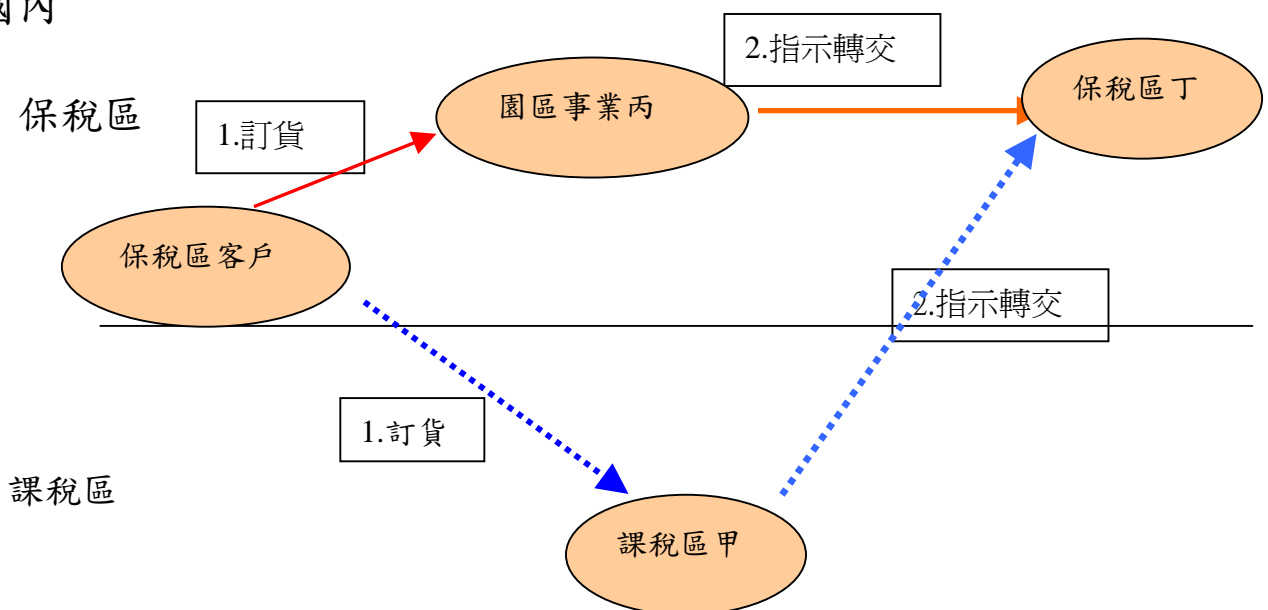 國內
2.指示轉交
保稅區丁
園區事業丙
保稅區
1.訂貨
保稅區客戶
2.指示轉交
1.訂貨
課稅區
課稅區甲